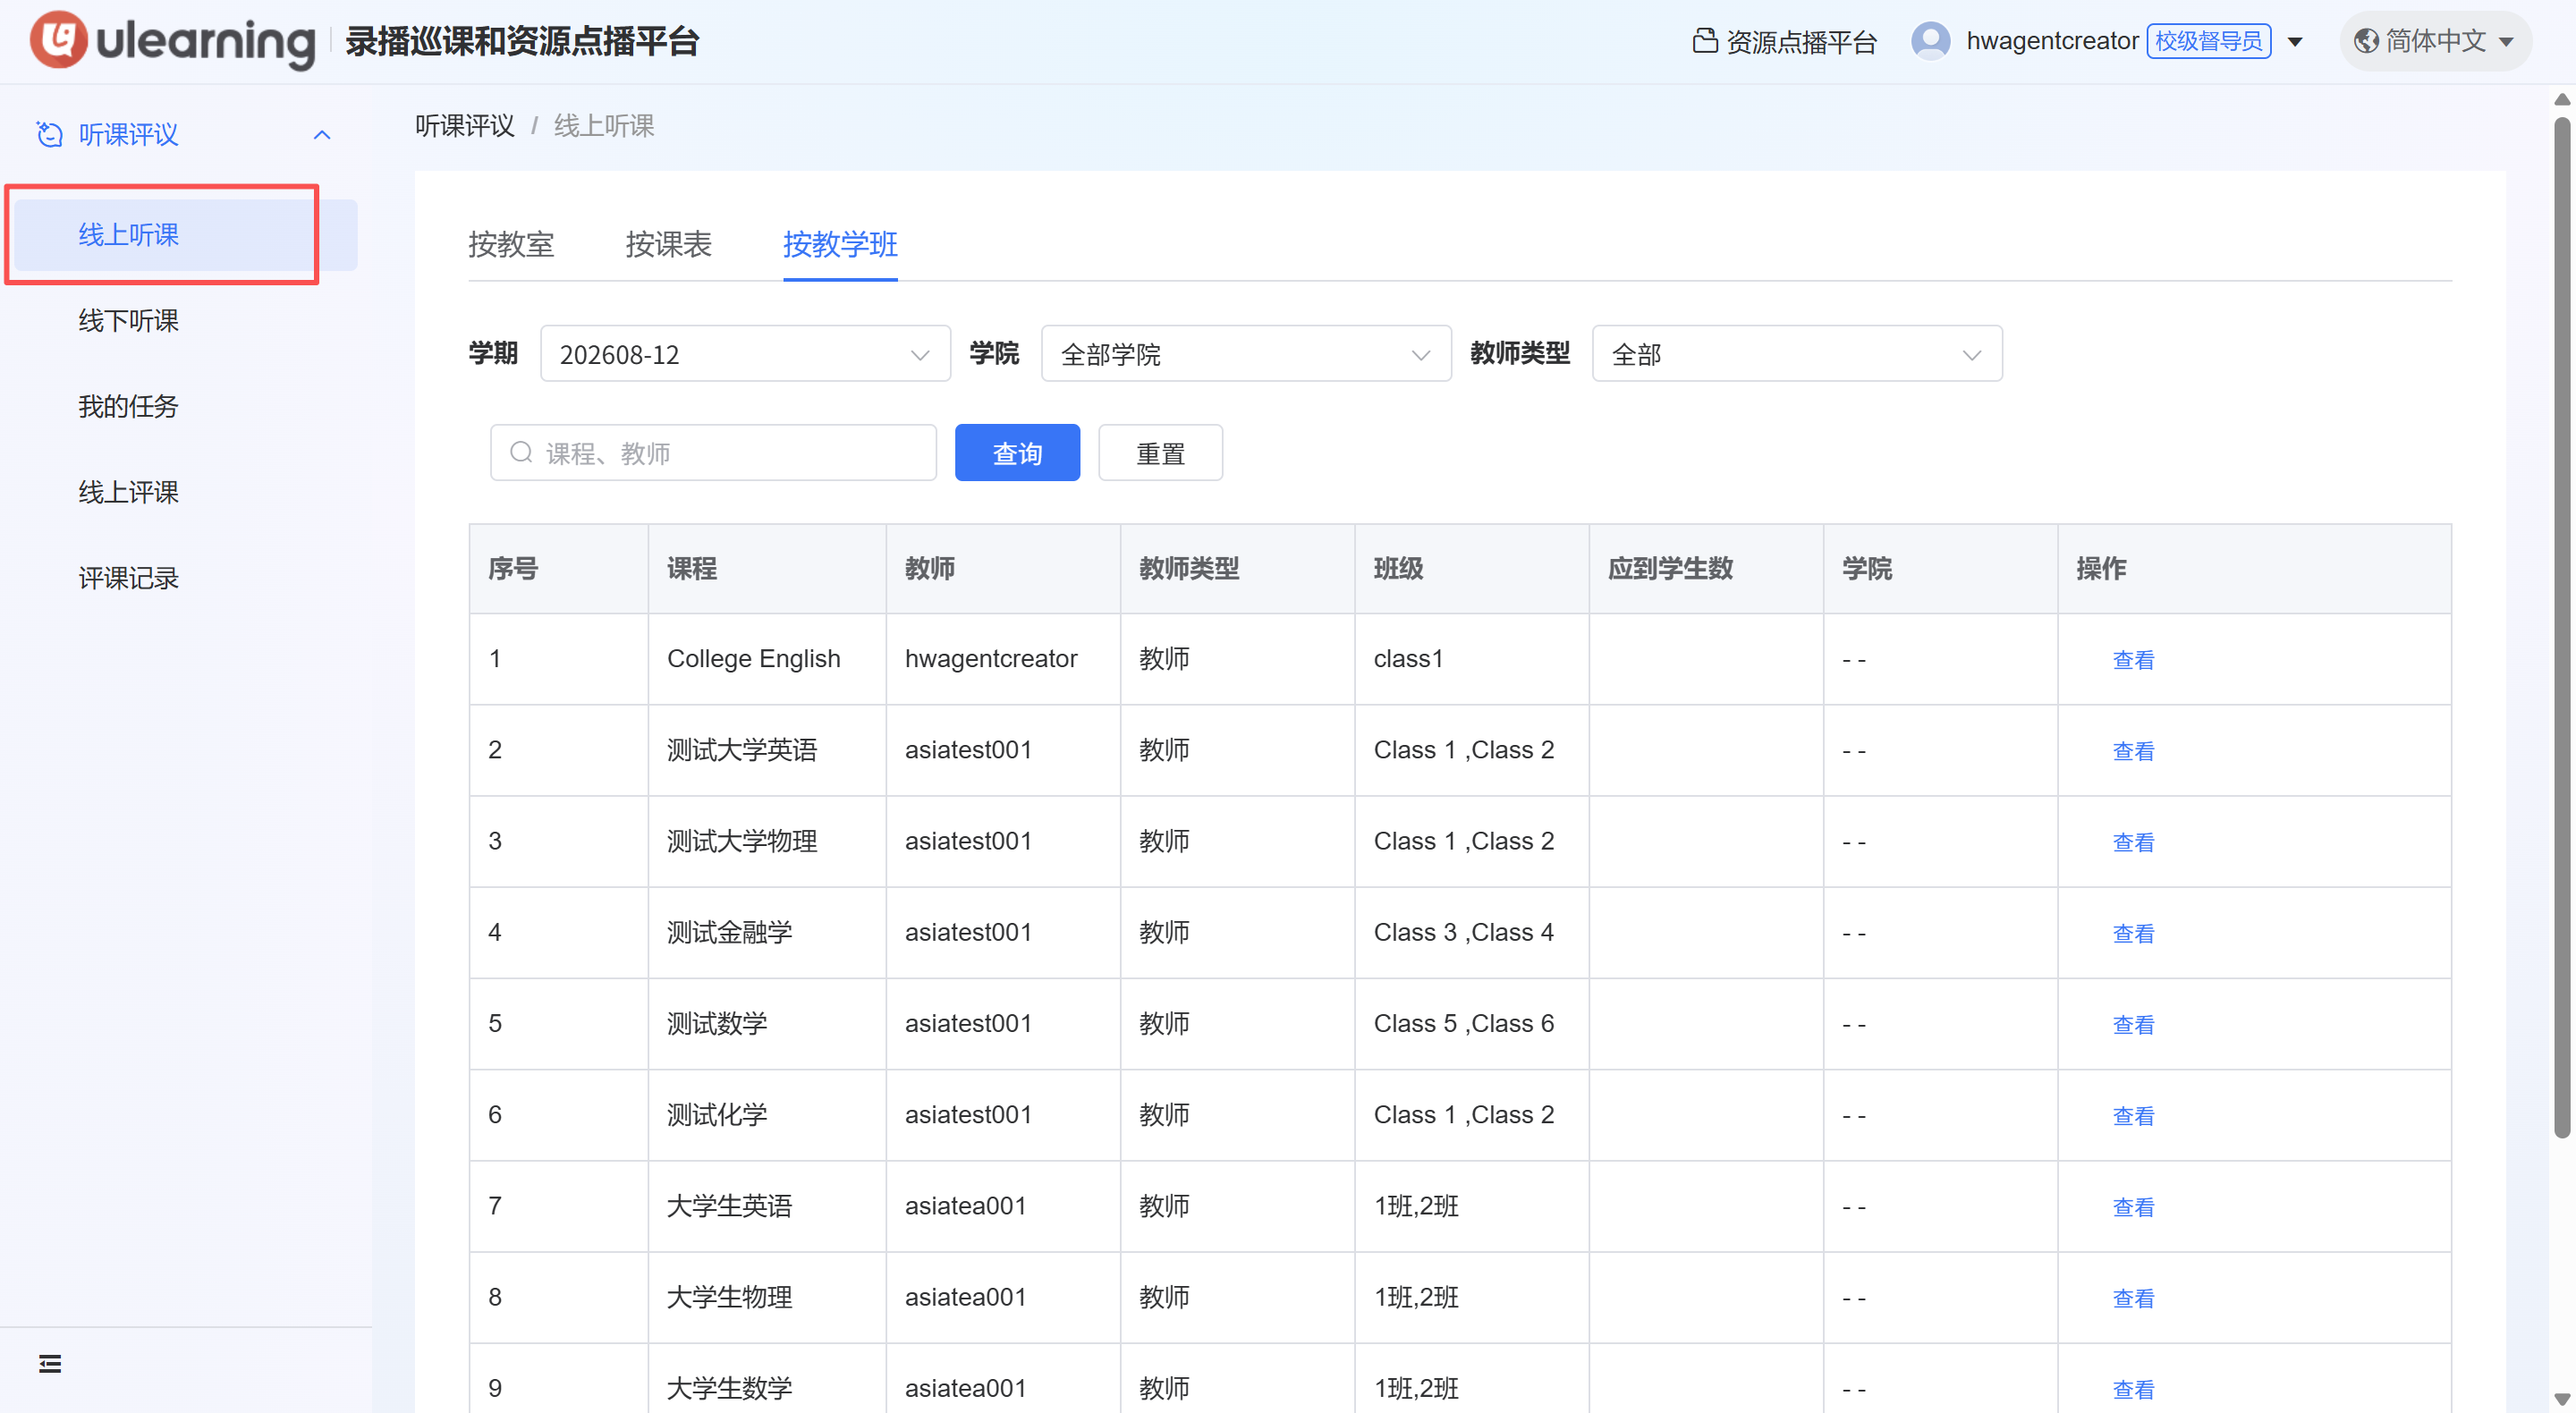 ulearning 录播巡课和资源点播平台 资源点播平台 hwagentcreator 校级督导员 简体中文
听课评议
线上听课
线下听课
我的任务
线上评课
评课记录
听课评议 / 线上听课
按教室 按课表 按教学班
学期 202608-12 学院 全部学院 教师类型 全部
课程、教师 查询 重置
序号 课程 教师 教师类型 班级 应到学生数 学院 操作
1 College English hwagentcreator 教师 class1 - - 查看
2 测试大学英语 asiatest001 教师 Class 1 ,Class 2 - - 查看
3 测试大学物理 asiatest001 教师 Class 1 ,Class 2 - - 查看
4 测试金融学 asiatest001 教师 Class 3 ,Class 4 - - 查看
5 测试数学 asiatest001 教师 Class 5 ,Class 6 - - 查看
6 测试化学 asiatest001 教师 Class 1 ,Class 2 - - 查看
7 大学生英语 asiatea001 教师 1班,2班 - - 查看
8 大学生物理 asiatea001 教师 1班,2班 - - 查看
9 大学生数学 asiatea001 教师 1班,2班 - - 查看